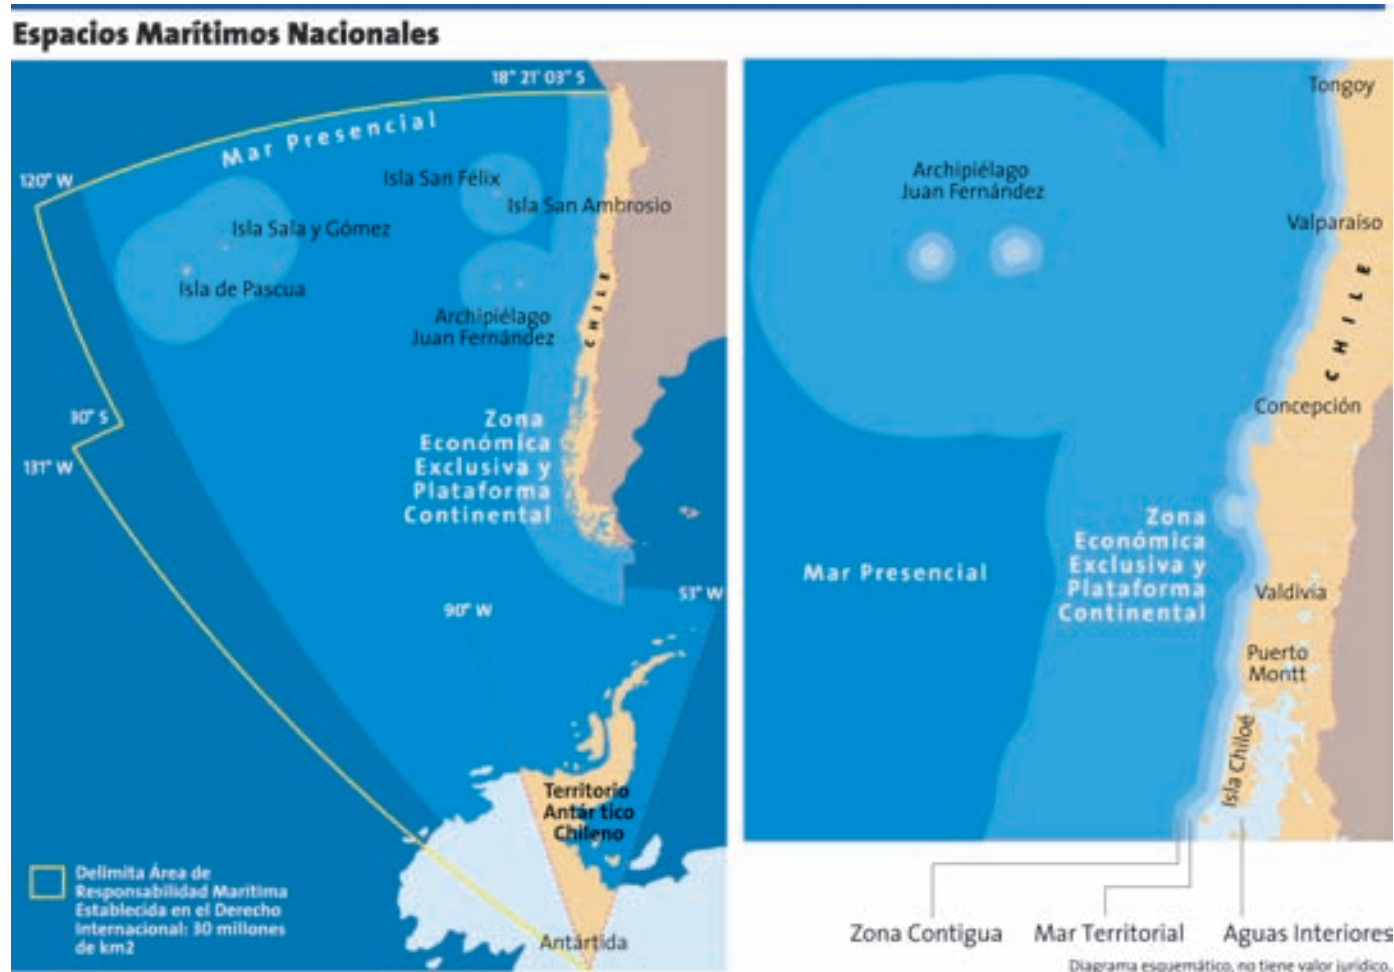 Espacios Marítimos Nacionales
18° 21' 03" S
Mar Presencial
120° W
Isla San Félix
Isla San Ambrosio
Isla Sala y Gómez
Isla de Pascua
Archipiélago
Juan Fernández
CHILE
30° S
131° W
Zona
Económica
Exclusiva y
Plataforma
Continental
90° W
53° W
Territorio
Antár tico
Chileno
Antártida
Delimita Área de
Responsabilidad Marítima
Establecida en el Derecho
Internacional: 30 millones
de km2
Tongoy
Archipiélago
Juan Fernández
Valparaíso
CHILE
Concepción
Zona
Económica
Exclusiva y
Plataforma
Continental
Mar Presencial
Valdivia
Puerto
Montt
Isla Chiloé
Zona Contigua
Mar Territorial
Aguas Interiores
Diagrama esquemático, no tiene valor jurídico.